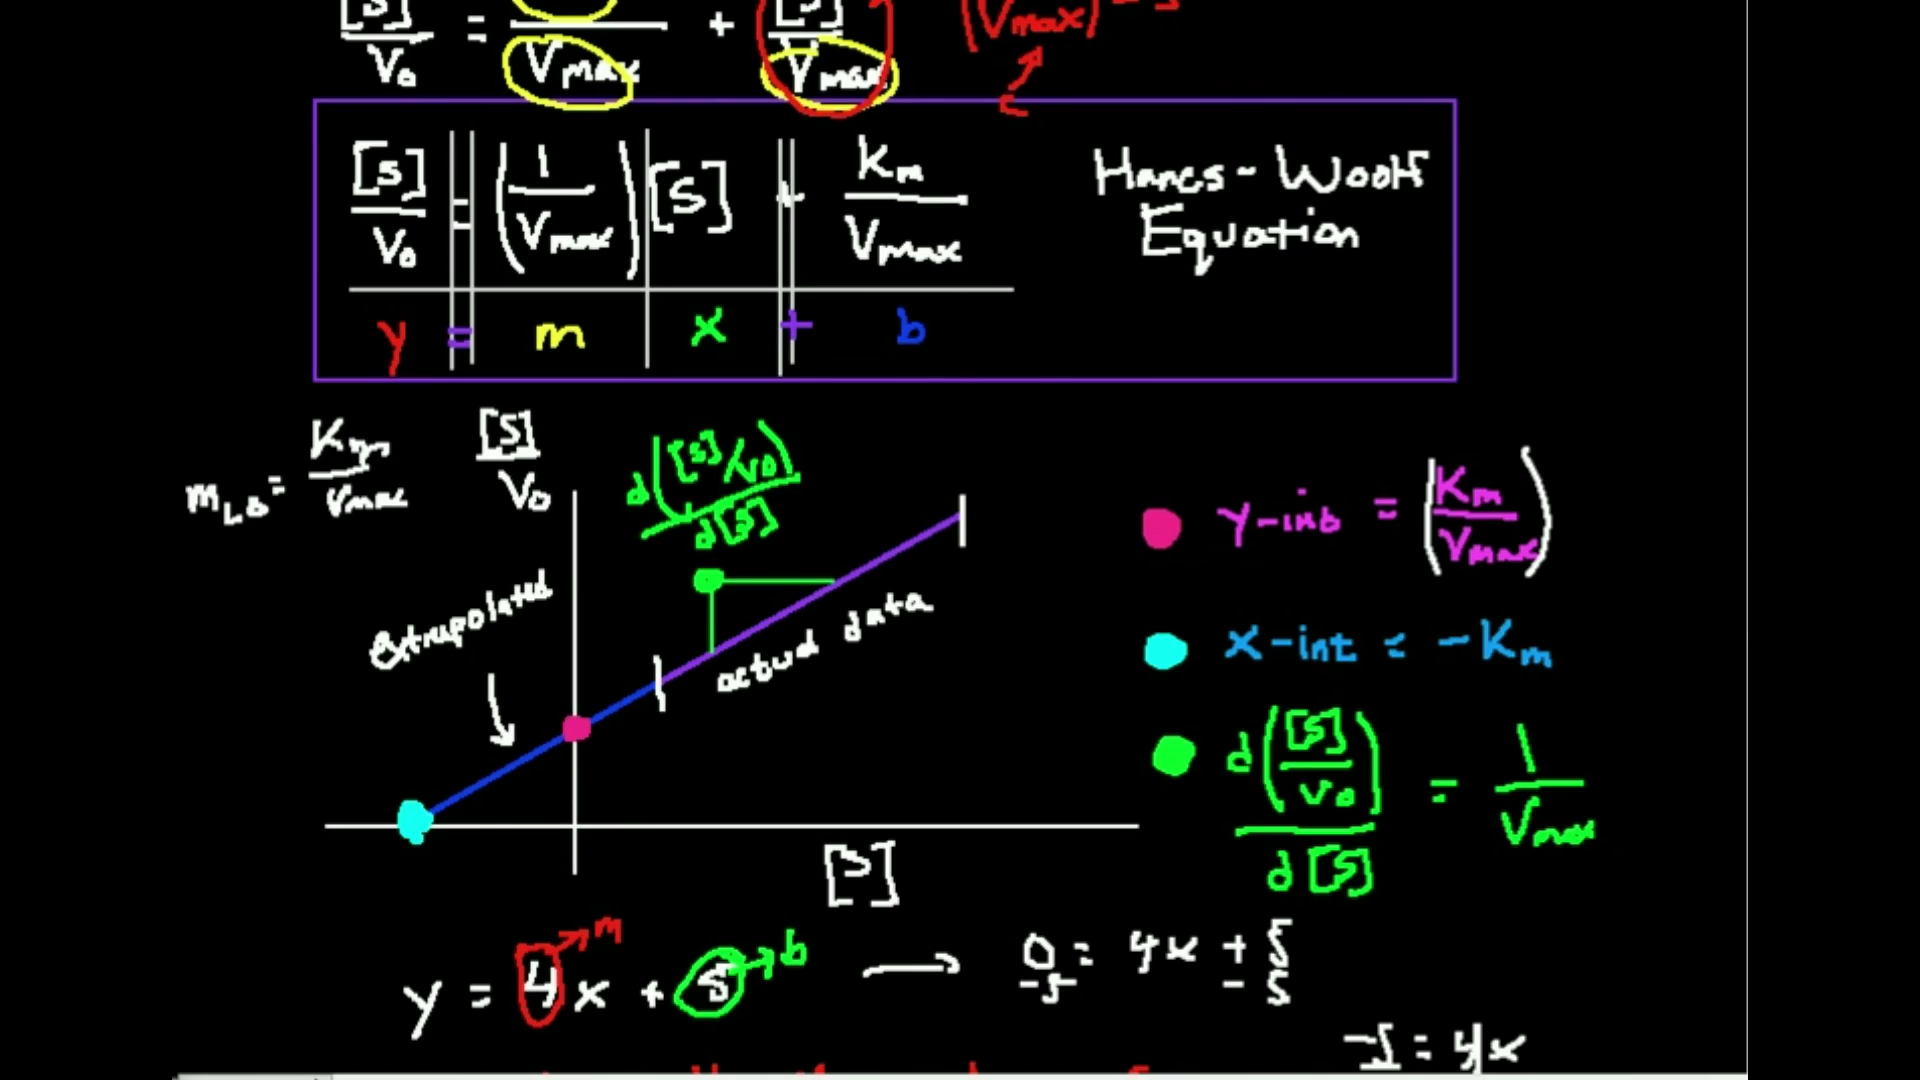 [S]/V₀ = /Vmax + [S]/Vmax (Vmax)
[S]/V₀ = (1/Vmax) [S] + Km/Vmax
Hanes-Woolf
Equation
y = m x + b
mLB = Km/Vmax
[S]/V₀
d([S]/V₀)/d[S]
extrapolated
actual data
[S]
y-int = (Km/Vmax)
x-int = -Km
d([S]/V₀)/d[S] = 1/Vmax
y = 4x + 5 → 0 = 4x + 5
m
b
-5 -5
-5 = 4x